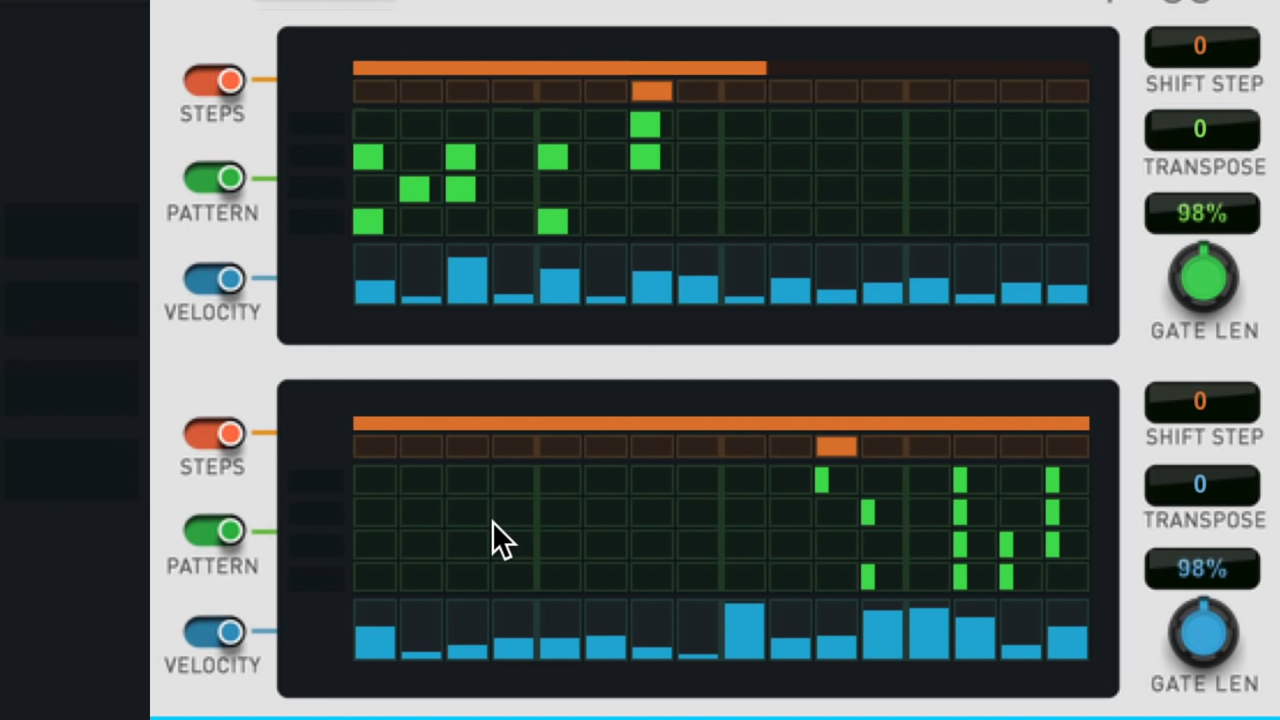 0
STEPS
SHIFT STEP
0
TRANSPOSE
PATTERN
98%
VELOCITY
GATE LEN
0
STEPS
SHIFT STEP
0
TRANSPOSE
PATTERN
98%
VELOCITY
GATE LEN